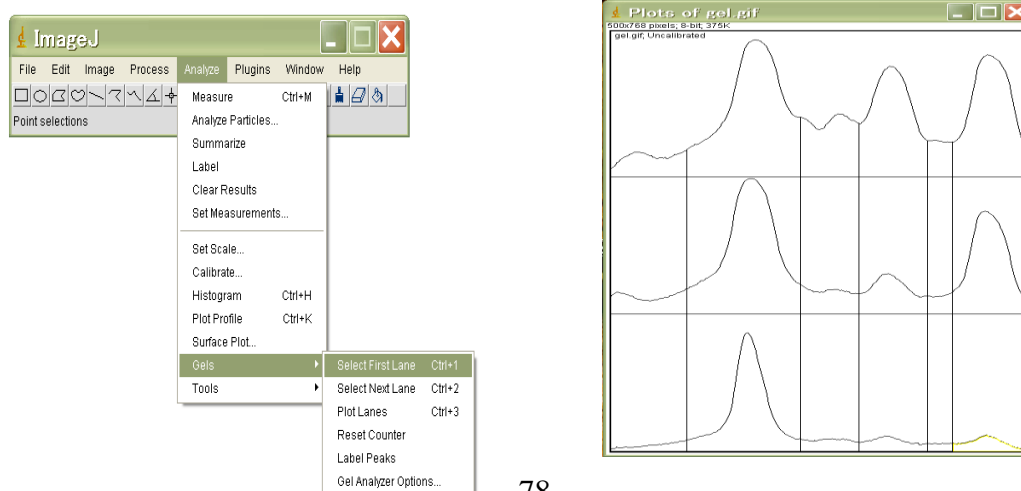 ImageJ
File Edit Image Process Analyze Plugins Window Help
Point selections
Measure Ctrl+M
Analyze Particles...
Summarize
Label
Clear Results
Set Measurements...
Set Scale...
Calibrate...
Histogram Ctrl+H
Plot Profile Ctrl+K
Surface Plot...
Gels
Tools
Select First Lane Ctrl+1
Select Next Lane Ctrl+2
Plot Lanes Ctrl+3
Reset Counter
Label Peaks
Gel Analyzer Options...
Plots of gel.gif
500x768 pixels; 8-bit; 375K
gel.gif; Uncalibrated
78